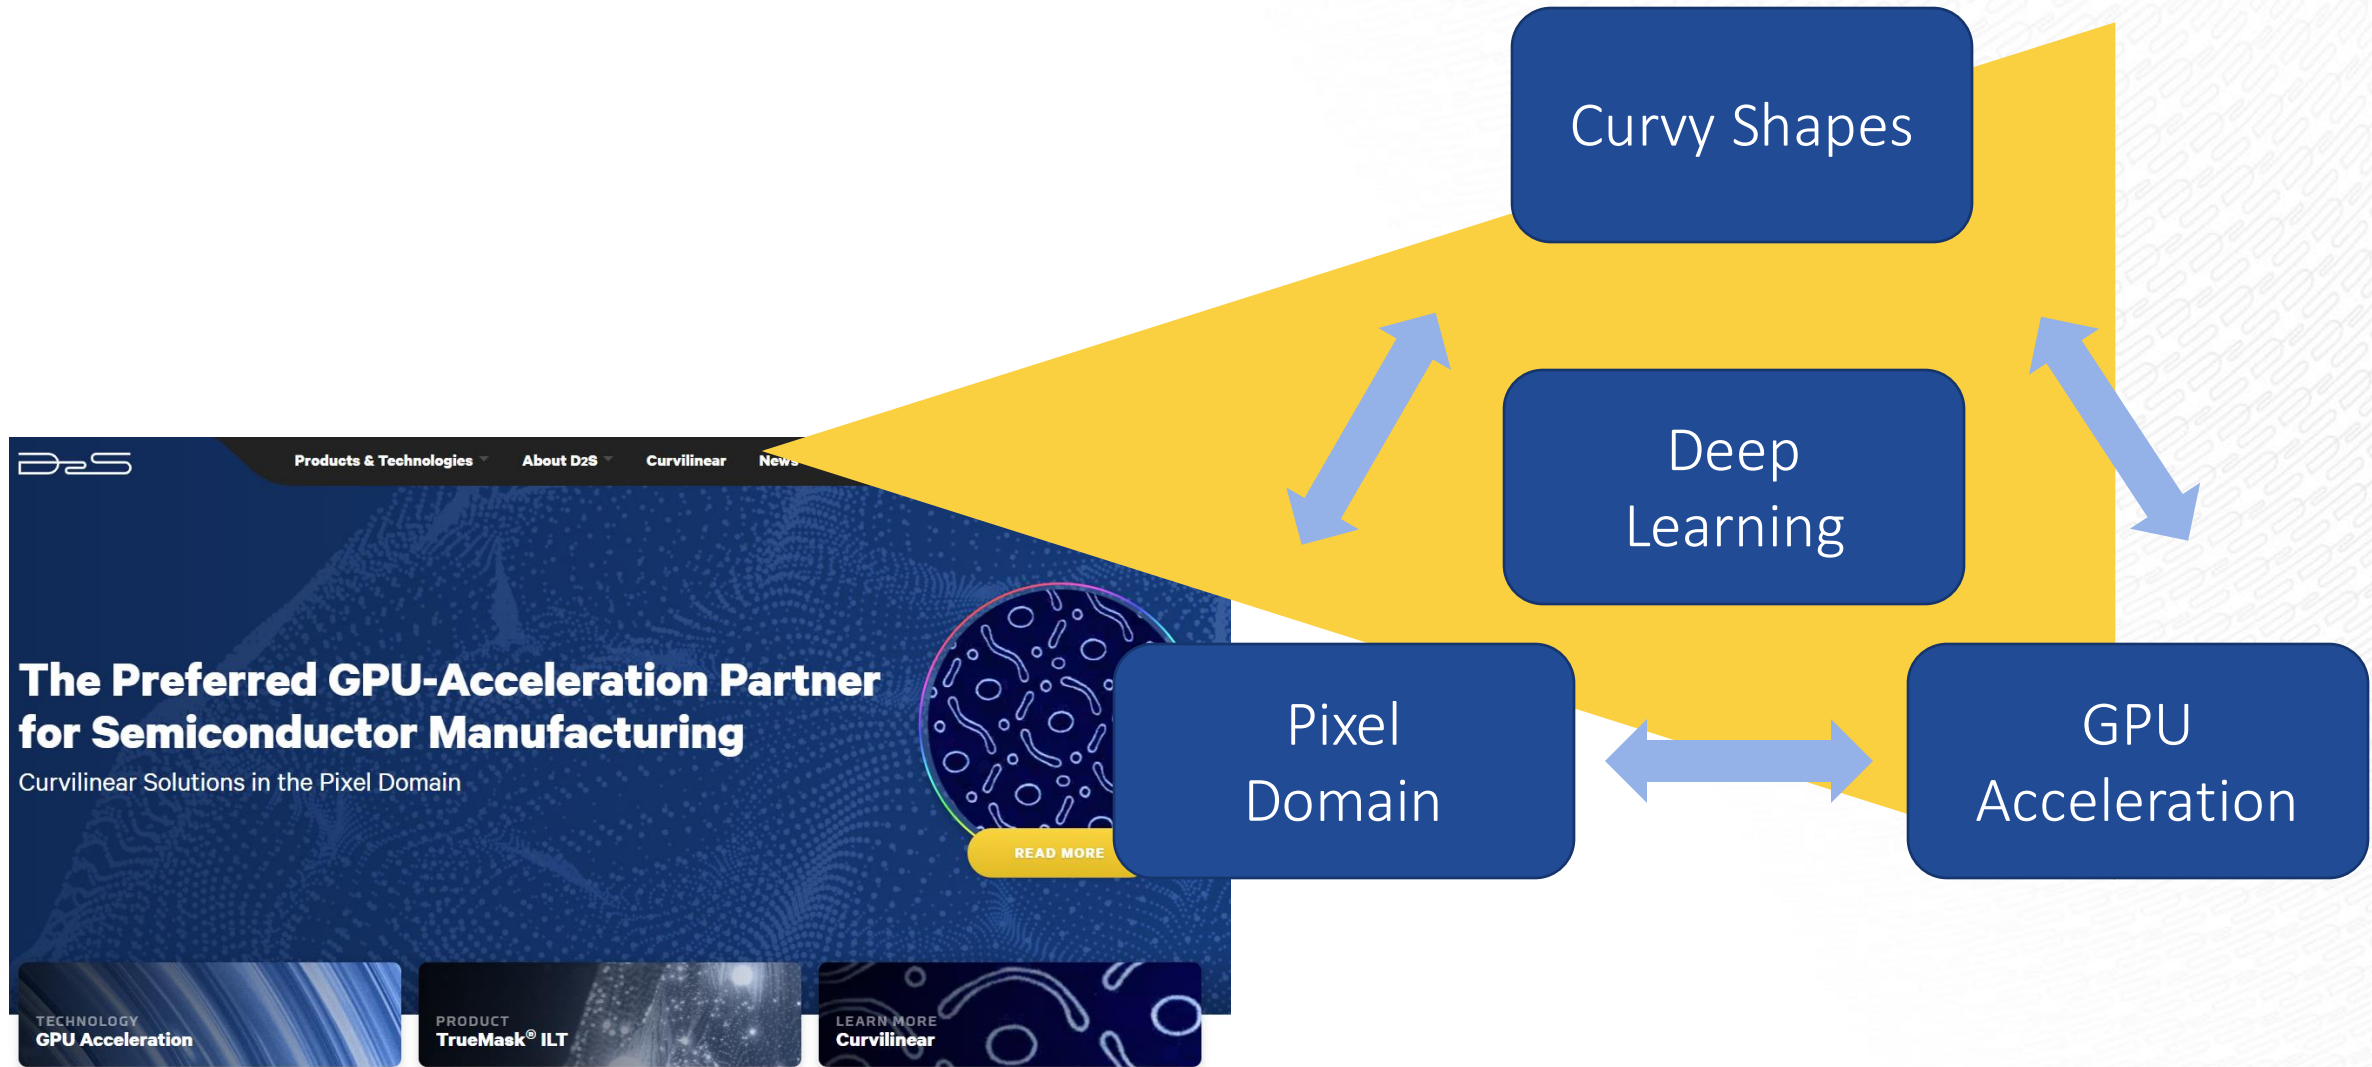 Curvy Shapes
Deep
Learning
Pixel
Domain
GPU
Acceleration
D2S
Products & Technologies
About D2S
Curvilinear
News
The Preferred GPU-Acceleration Partner
for Semiconductor Manufacturing
Curvilinear Solutions in the Pixel Domain
READ MORE
TECHNOLOGY
GPU Acceleration
PRODUCT
TrueMask® ILT
LEARN MORE
Curvilinear